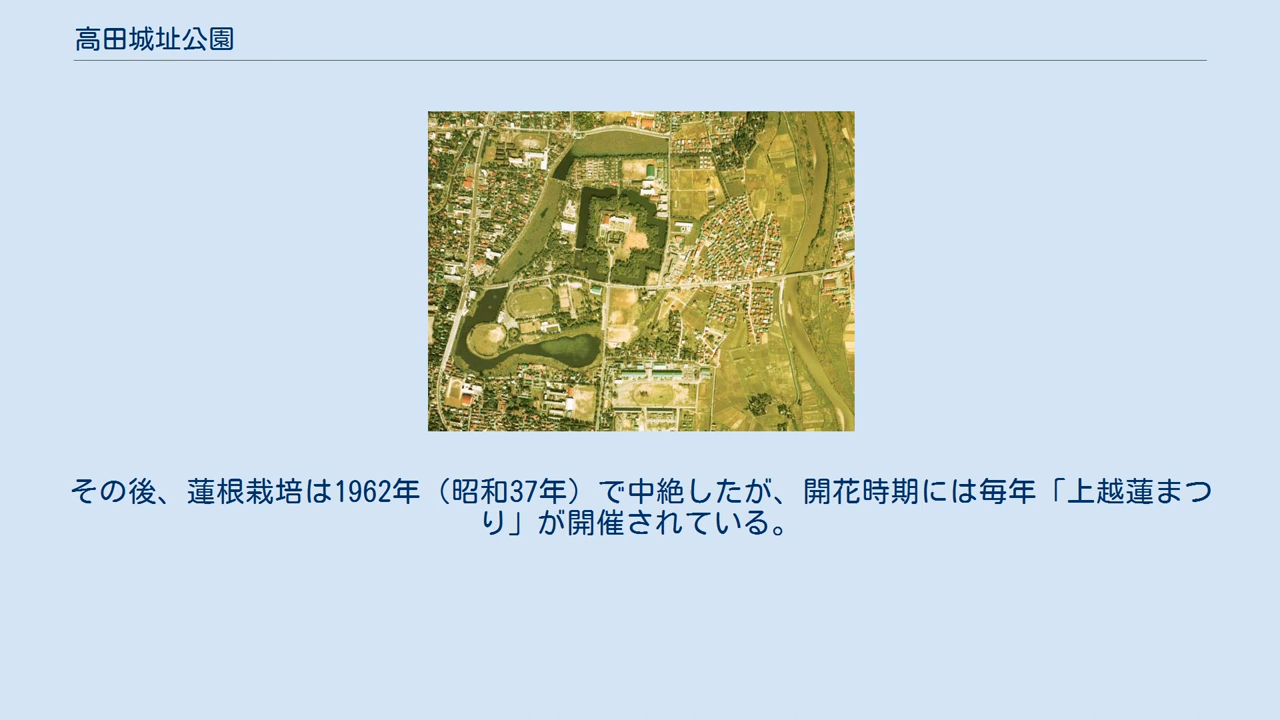 高田城址公園
その後、蓮根栽培は1962年（昭和37年）で中絶したが、開花時期には毎年「上越蓮まつ
り」が開催されている。